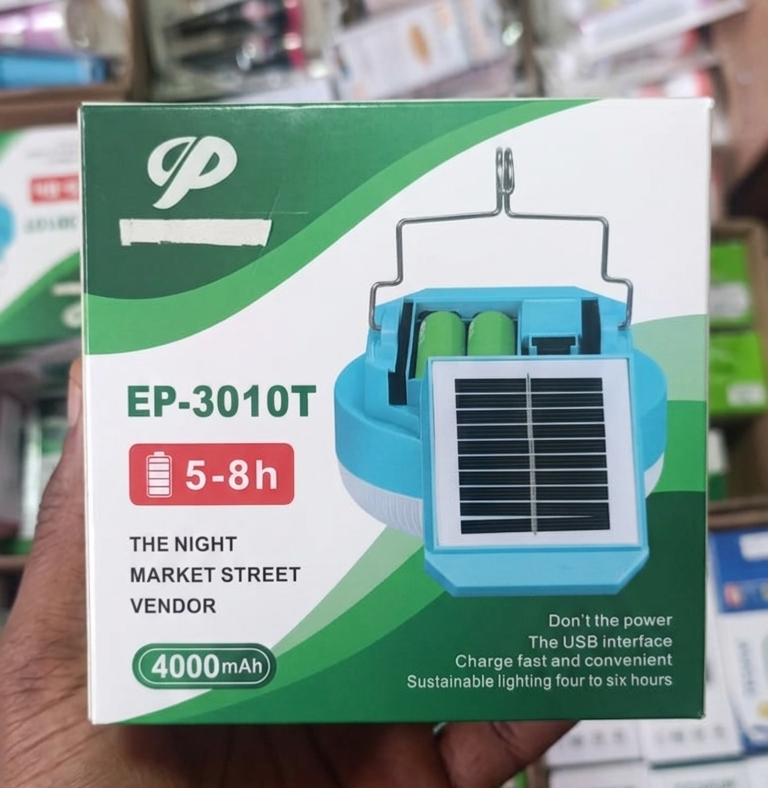 EP-3010T
5-8h
THE NIGHT
MARKET STREET
VENDOR
4000mAh
Don't the power
The USB interface
Charge fast and convenient
Sustainable lighting four to six hours